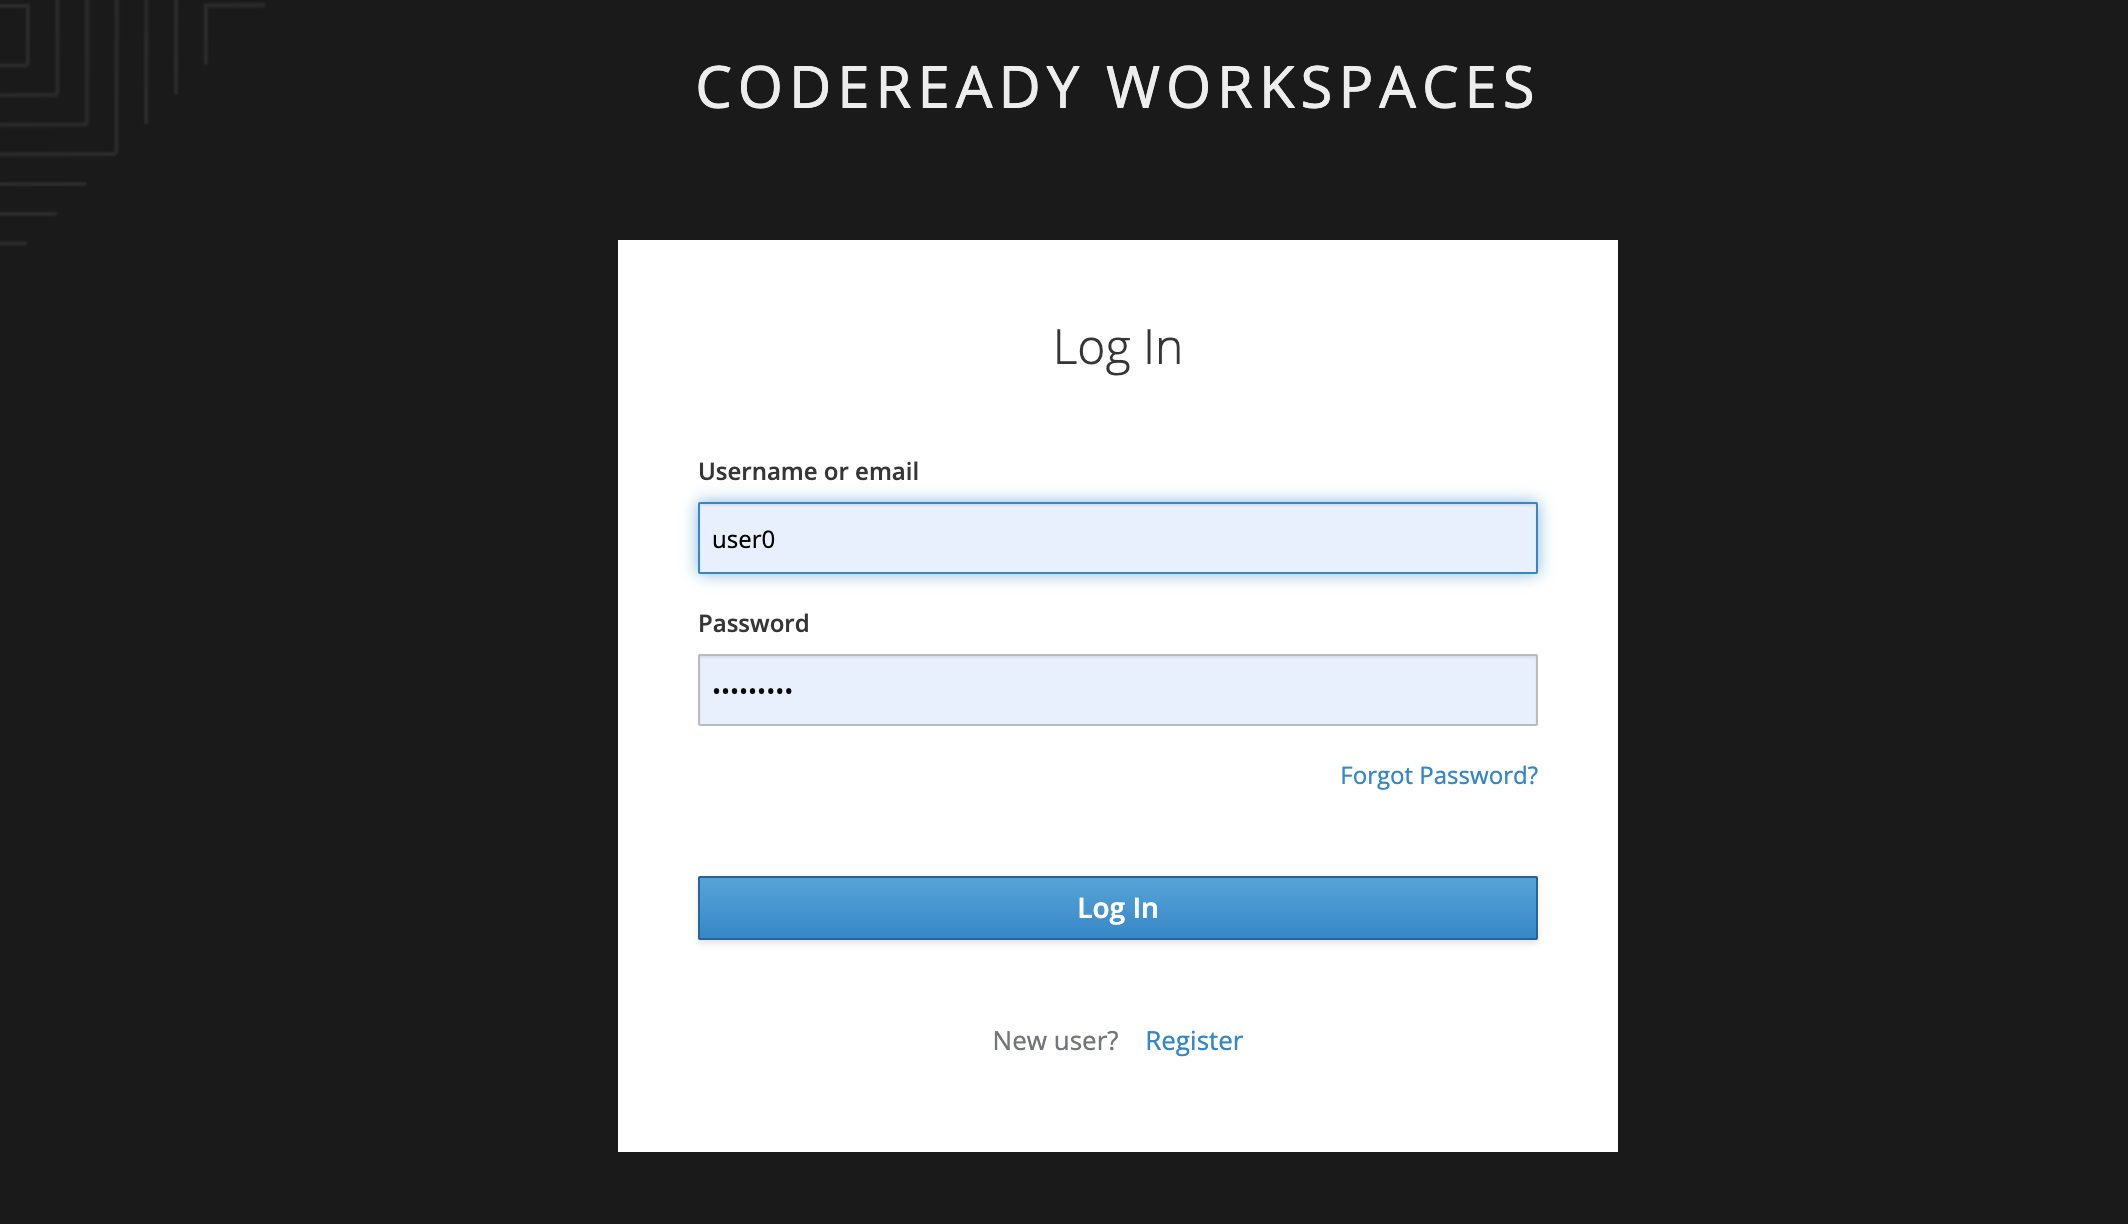 CODEREADY WORKSPACES
Log In
Username or email
user0
Password
•••••••••
Forgot Password?
Log In
New user? Register